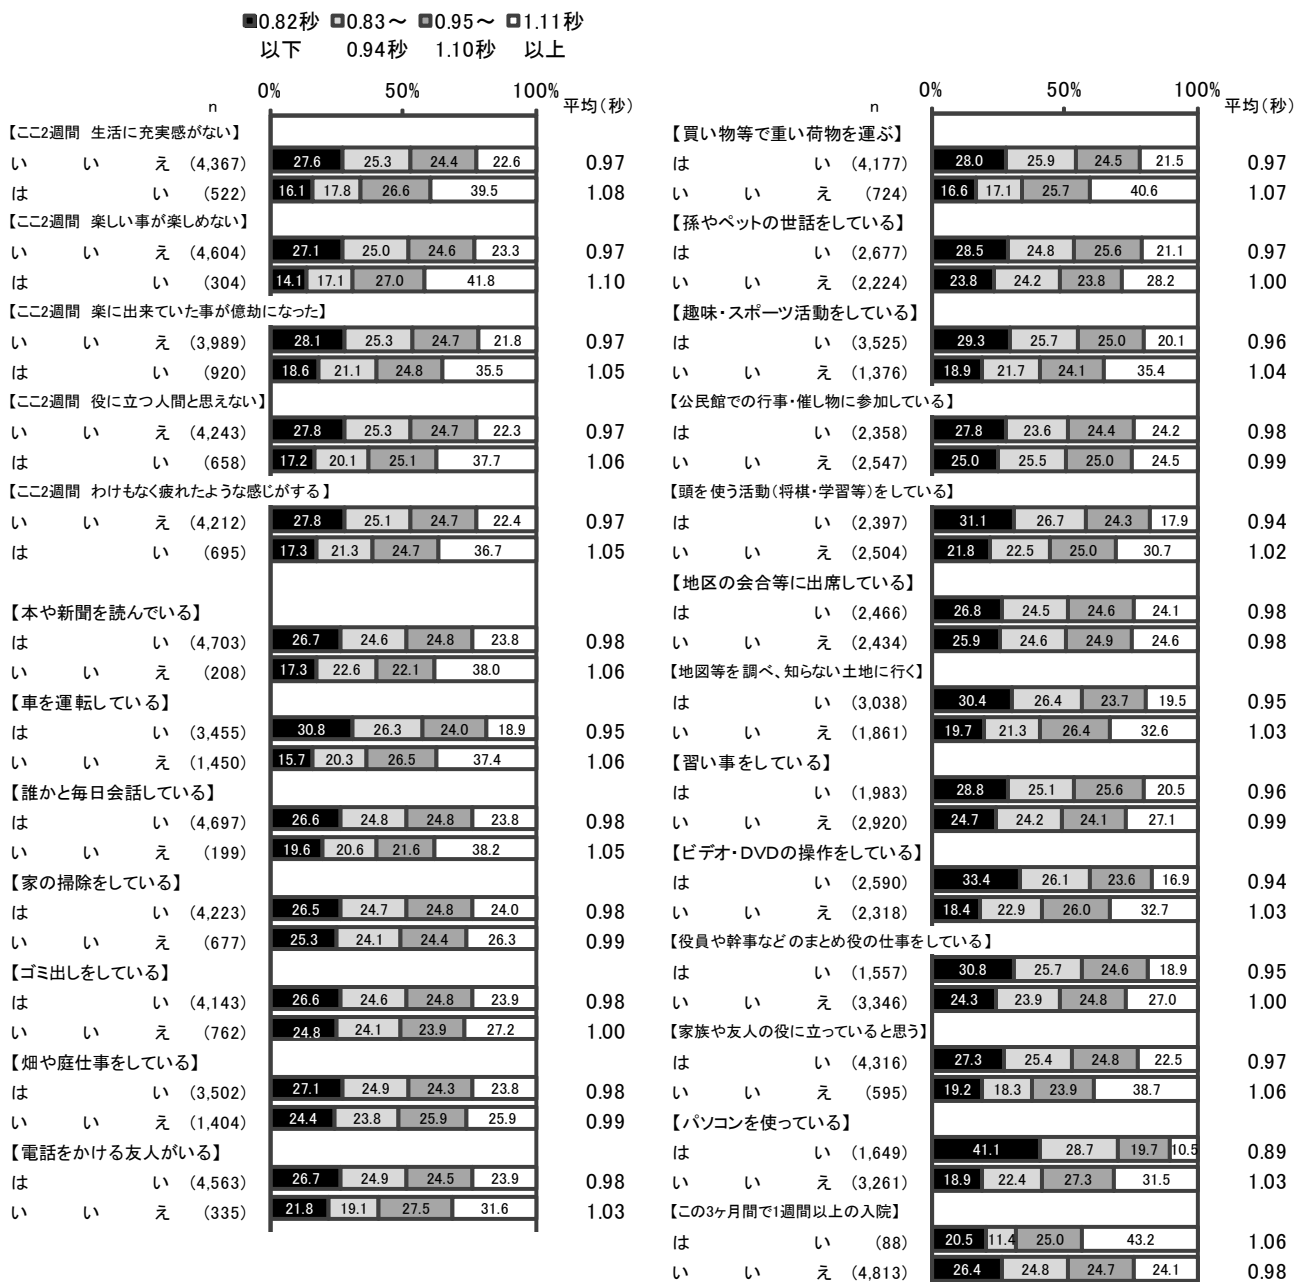 ■0.82秒以下 □0.83～0.94秒 ■0.95～1.10秒 □1.11秒以上
n 0% 50% 100% 平均(秒)
【ここ2週間 生活に充実感がない】
いいえ (4,367) 27.6 25.3 24.4 22.6 0.97
はい (522) 16.1 17.8 26.6 39.5 1.08
【ここ2週間 楽しい事が楽しめない】
いいえ (4,604) 27.1 25.0 24.6 23.3 0.97
はい (304) 14.1 17.1 27.0 41.8 1.10
【ここ2週間 楽に出来ていた事が億劫になった】
いいえ (3,989) 28.1 25.3 24.7 21.8 0.97
はい (920) 18.6 21.1 24.8 35.5 1.05
【ここ2週間 役に立つ人間と思えない】
いいえ (4,243) 27.8 25.3 24.7 22.3 0.97
はい (658) 17.2 20.1 25.1 37.7 1.06
【ここ2週間 わけもなく疲れたような感じがする】
いいえ (4,212) 27.8 25.1 24.7 22.4 0.97
はい (695) 17.3 21.3 24.7 36.7 1.05
【本や新聞を読んでいる】
はい (4,703) 26.7 24.6 24.8 23.8 0.98
いいえ (208) 17.3 22.6 22.1 38.0 1.06
【車を運転している】
はい (3,455) 30.8 26.3 24.0 18.9 0.95
いいえ (1,450) 15.7 20.3 26.5 37.4 1.06
【誰かと毎日会話している】
はい (4,697) 26.6 24.8 24.8 23.8 0.98
いいえ (199) 19.6 20.6 21.6 38.2 1.05
【家の掃除をしている】
はい (4,223) 26.5 24.7 24.8 24.0 0.98
いいえ (677) 25.3 24.1 24.4 26.3 0.99
【ゴミ出しをしている】
はい (4,143) 26.6 24.6 24.8 23.9 0.98
いいえ (762) 24.8 24.1 23.9 27.2 1.00
【畑や庭仕事をしている】
はい (3,502) 27.1 24.9 24.3 23.8 0.98
いいえ (1,404) 24.4 23.8 25.9 25.9 0.99
【電話をかける友人がいる】
はい (4,563) 26.7 24.9 24.5 23.9 0.98
いいえ (335) 21.8 19.1 27.5 31.6 1.03
n 0% 50% 100% 平均(秒)
【買い物等で重い荷物を運ぶ】
はい (4,177) 28.0 25.9 24.5 21.5 0.97
いいえ (724) 16.6 17.1 25.7 40.6 1.07
【孫やペットの世話をしている】
はい (2,677) 28.5 24.8 25.6 21.1 0.97
いいえ (2,224) 23.8 24.2 23.8 28.2 1.00
【趣味・スポーツ活動をしている】
はい (3,525) 29.3 25.7 25.0 20.1 0.96
いいえ (1,376) 18.9 21.7 24.1 35.4 1.04
【公民館での行事・催し物に参加している】
はい (2,358) 27.8 23.6 24.4 24.2 0.98
いいえ (2,547) 25.0 25.5 25.0 24.5 0.99
【頭を使う活動(将棋・学習等)をしている】
はい (2,397) 31.1 26.7 24.3 17.9 0.94
いいえ (2,504) 21.8 22.5 25.0 30.7 1.02
【地区の会合等に出席している】
はい (2,466) 26.8 24.5 24.6 24.1 0.98
いいえ (2,434) 25.9 24.6 24.9 24.6 0.98
【地図等を調べ、知らない土地に行く】
はい (3,038) 30.4 26.4 23.7 19.5 0.95
いいえ (1,861) 19.7 21.3 26.4 32.6 1.03
【習い事をしている】
はい (1,983) 28.8 25.1 25.6 20.5 0.96
いいえ (2,920) 24.7 24.2 24.1 27.1 0.99
【ビデオ・DVDの操作をしている】
はい (2,590) 33.4 26.1 23.6 16.9 0.94
いいえ (2,318) 18.4 22.9 26.0 32.7 1.03
【役員や幹事などのまとめ役の仕事をしている】
はい (1,557) 30.8 25.7 24.6 18.9 0.95
いいえ (3,346) 24.3 23.9 24.8 27.0 1.00
【家族や友人の役に立っていると思う】
はい (4,316) 27.3 25.4 24.8 22.5 0.97
いいえ (595) 19.2 18.3 23.9 38.7 1.06
【パソコンを使っている】
はい (1,649) 41.1 28.7 19.7 10.5 0.89
いいえ (3,261) 18.9 22.4 27.3 31.5 1.03
【この3ヶ月間で1週間以上の入院】
はい (88) 20.5 11.4 25.0 43.2 1.06
いいえ (4,813) 26.4 24.8 24.7 24.1 0.98